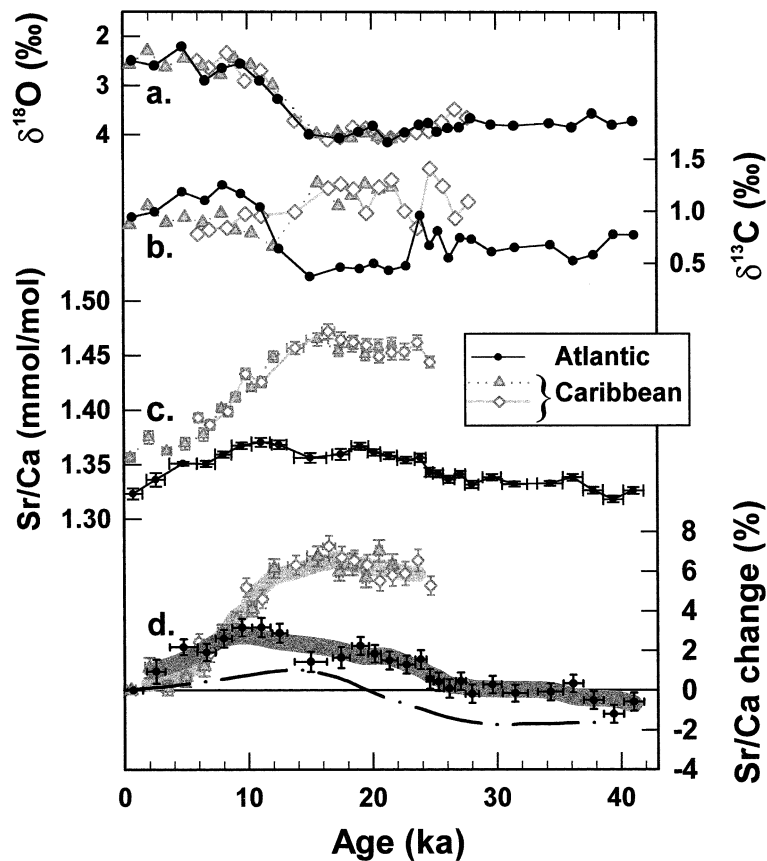 2
3
4
δ18O (‰)
a.
1.5
1.0
0.5
δ13C (‰)
b.
1.50
1.45
1.40
1.35
1.30
Sr/Ca (mmol/mol)
c.
Atlantic
Caribbean
8
6
4
2
0
-2
-4
Sr/Ca change (%)
d.
0 10 20 30 40
Age (ka)